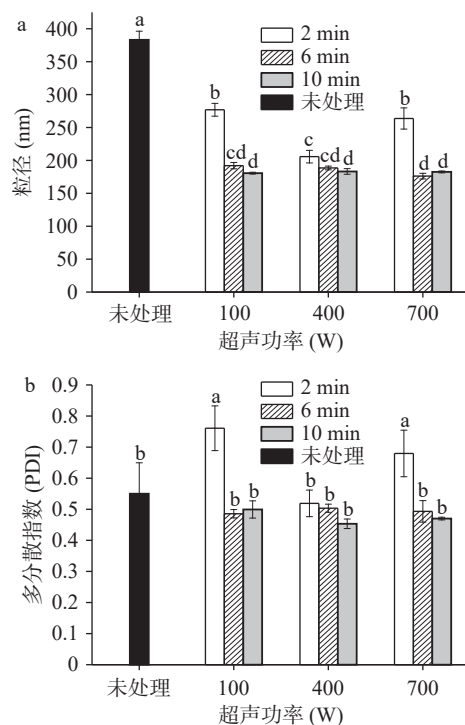 a
400
350
300
250
200
150
100
50
0
粒径 (nm)
a
b
cd
d
c
cd
d
b
d
d
2 min
6 min
10 min
未处理
未处理
100
400
700
超声功率 (W)
b
0.9
0.8
0.7
0.6
0.5
0.4
0.3
0.2
0.1
0
多分散指数 (PDI)
b
a
b
b
b
b
b
a
b
b
2 min
6 min
10 min
未处理
未处理
100
400
700
超声功率 (W)